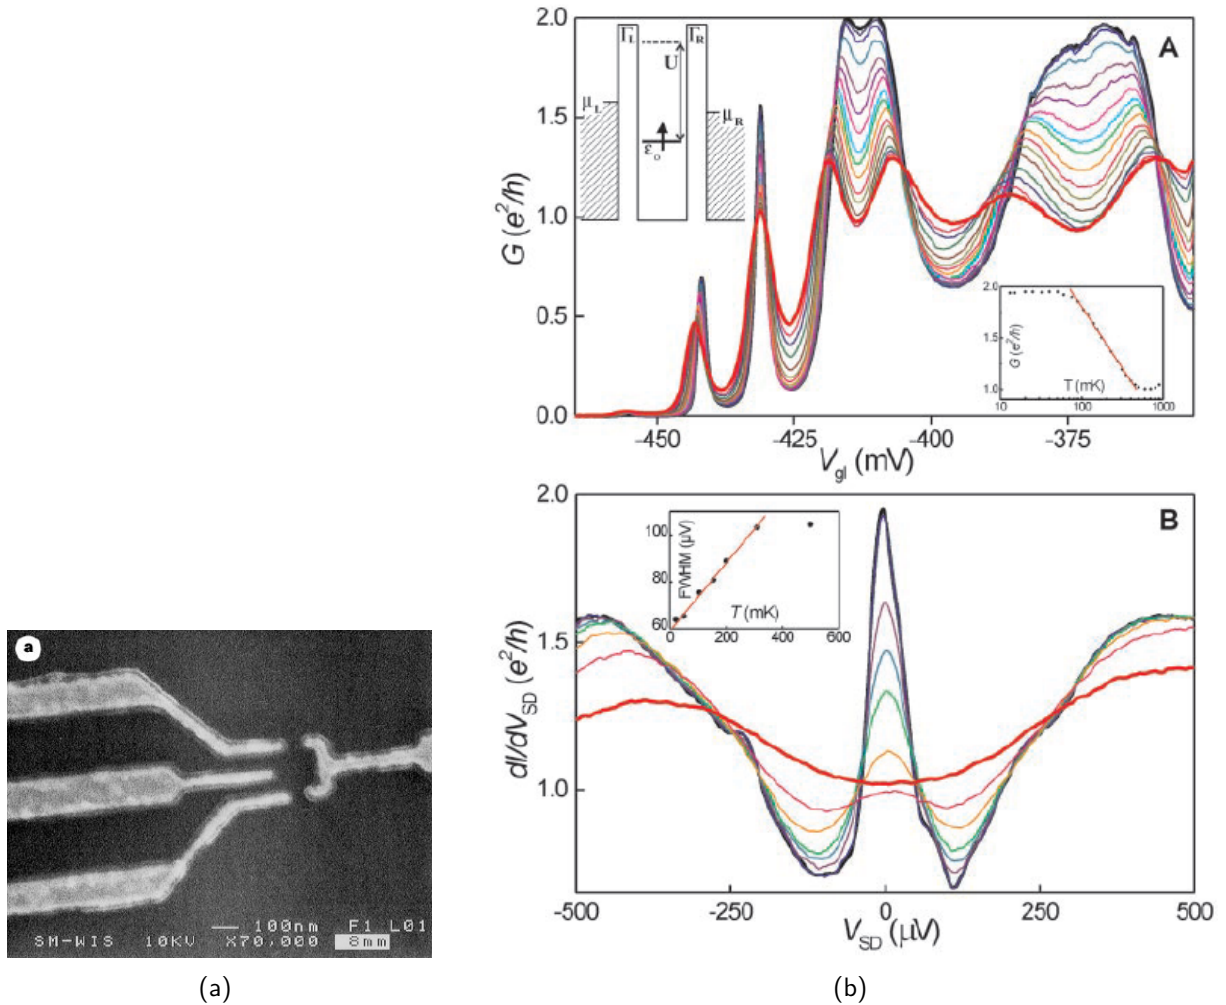 a
100nm F1 L01
SM-WIS 10KV X70,000 8mm
(a)
A
2.0
1.5
1.0
0.5
0.0
G (e²/h)
Γ_L Γ_R
U
μ_L
μ_R
ε_o
2.0
1.5
1.0
G (e²/h)
T (mK)
10 100 1000
-450 -425 -400 -375
V_gl (mV)
B
2.0
1.5
1.0
dI/dV_SD (e²/h)
100
80
60
FWHM (μV)
T (mK)
0 200 400 600
-500 -250 0 250 500
V_SD (μV)
(b)